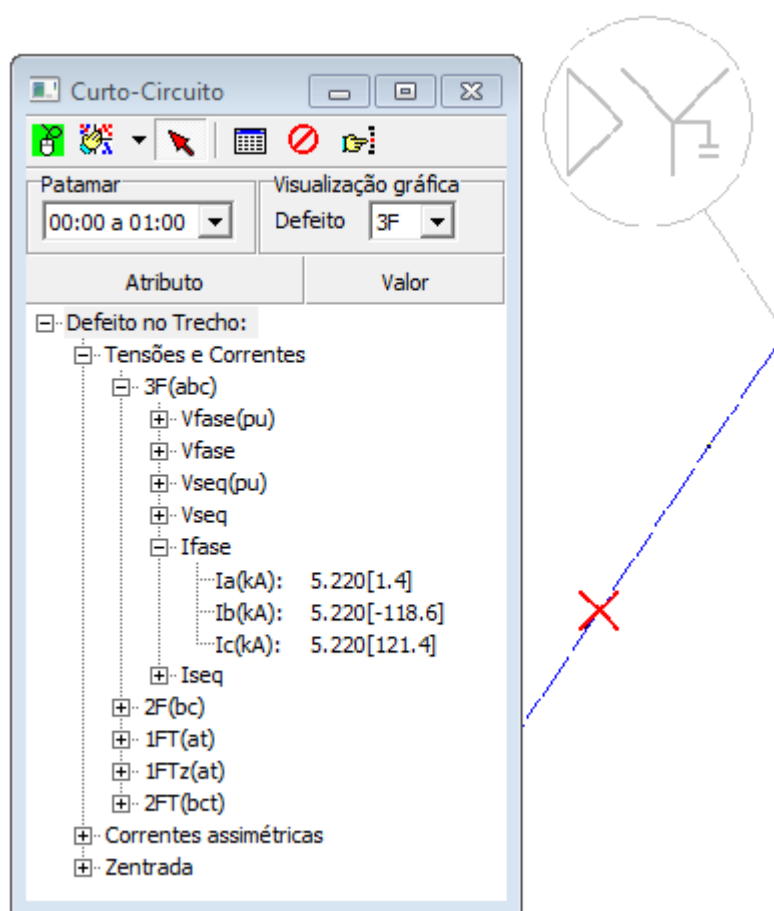 Curto-Circuito
Patamar
Visualização gráfica
00:00 a 01:00
Defeito 3F
Atributo Valor
Defeito no Trecho:
Tensões e Correntes
3F(abc)
Vfase(pu)
Vfase
Vseq(pu)
Vseq
Ifase
Ia(kA): 5.220[1.4]
Ib(kA): 5.220[-118.6]
Ic(kA): 5.220[121.4]
Iseq
2F(bc)
1FT(at)
1FTz(at)
2FT(bct)
Correntes assimétricas
Zentrada